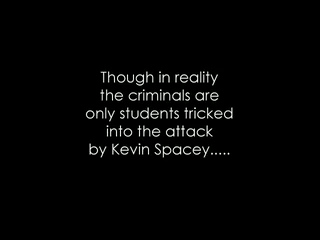 Though in reality
the criminals are
only students tricked
into the attack
by Kevin Spacey.....